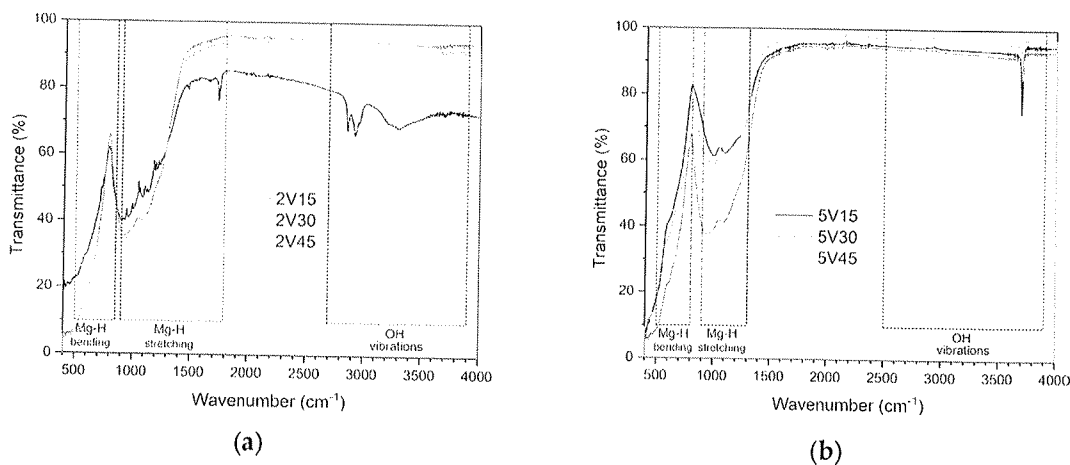 100
80
60
40
20
0
Transmittance (%)
2V15
2V30
2V45
Mg-H
bending
Mg-H
stretching
OH
vibrations
500 1000 1500 2000 2500 3000 3500 4000
Wavenumber (cm⁻¹)
(a)
100
80
60
40
20
0
Transmittance (%)
5V15
5V30
5V45
Mg-H
bending
Mg-H
stretching
OH
vibrations
500 1000 1500 2000 2500 3000 3500 4000
Wavenumber (cm⁻¹)
(b)